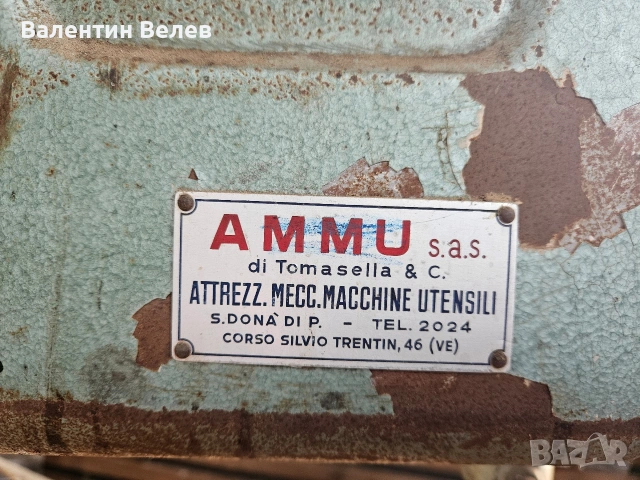 Валентин Велев
AMMU s.a.s.
di Tomasella & C.
ATTREZZ. MECC. MACCHINE UTENSILI
S. DONÀ DI P. - TEL. 2024
CORSO SILVIO TRENTIN, 46 (VE)
BAZAR